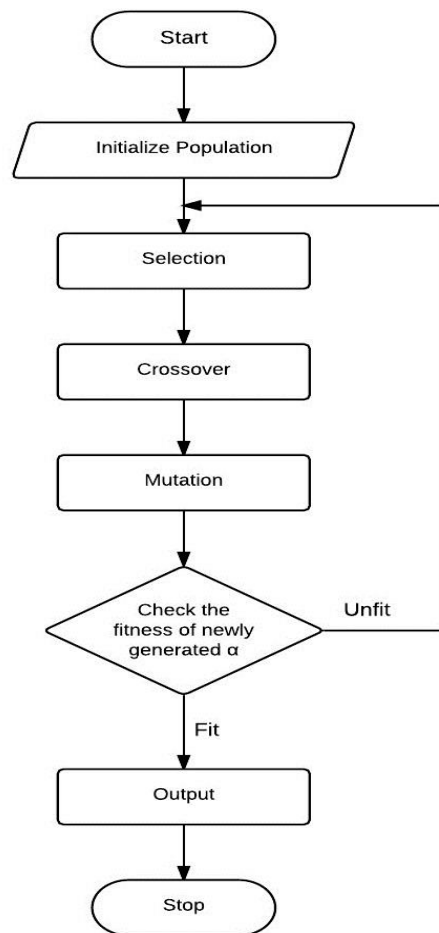 Start
Initialize Population
Selection
Crossover
Mutation
Check the
fitness of newly
generated α
Unfit
Fit
Output
Stop